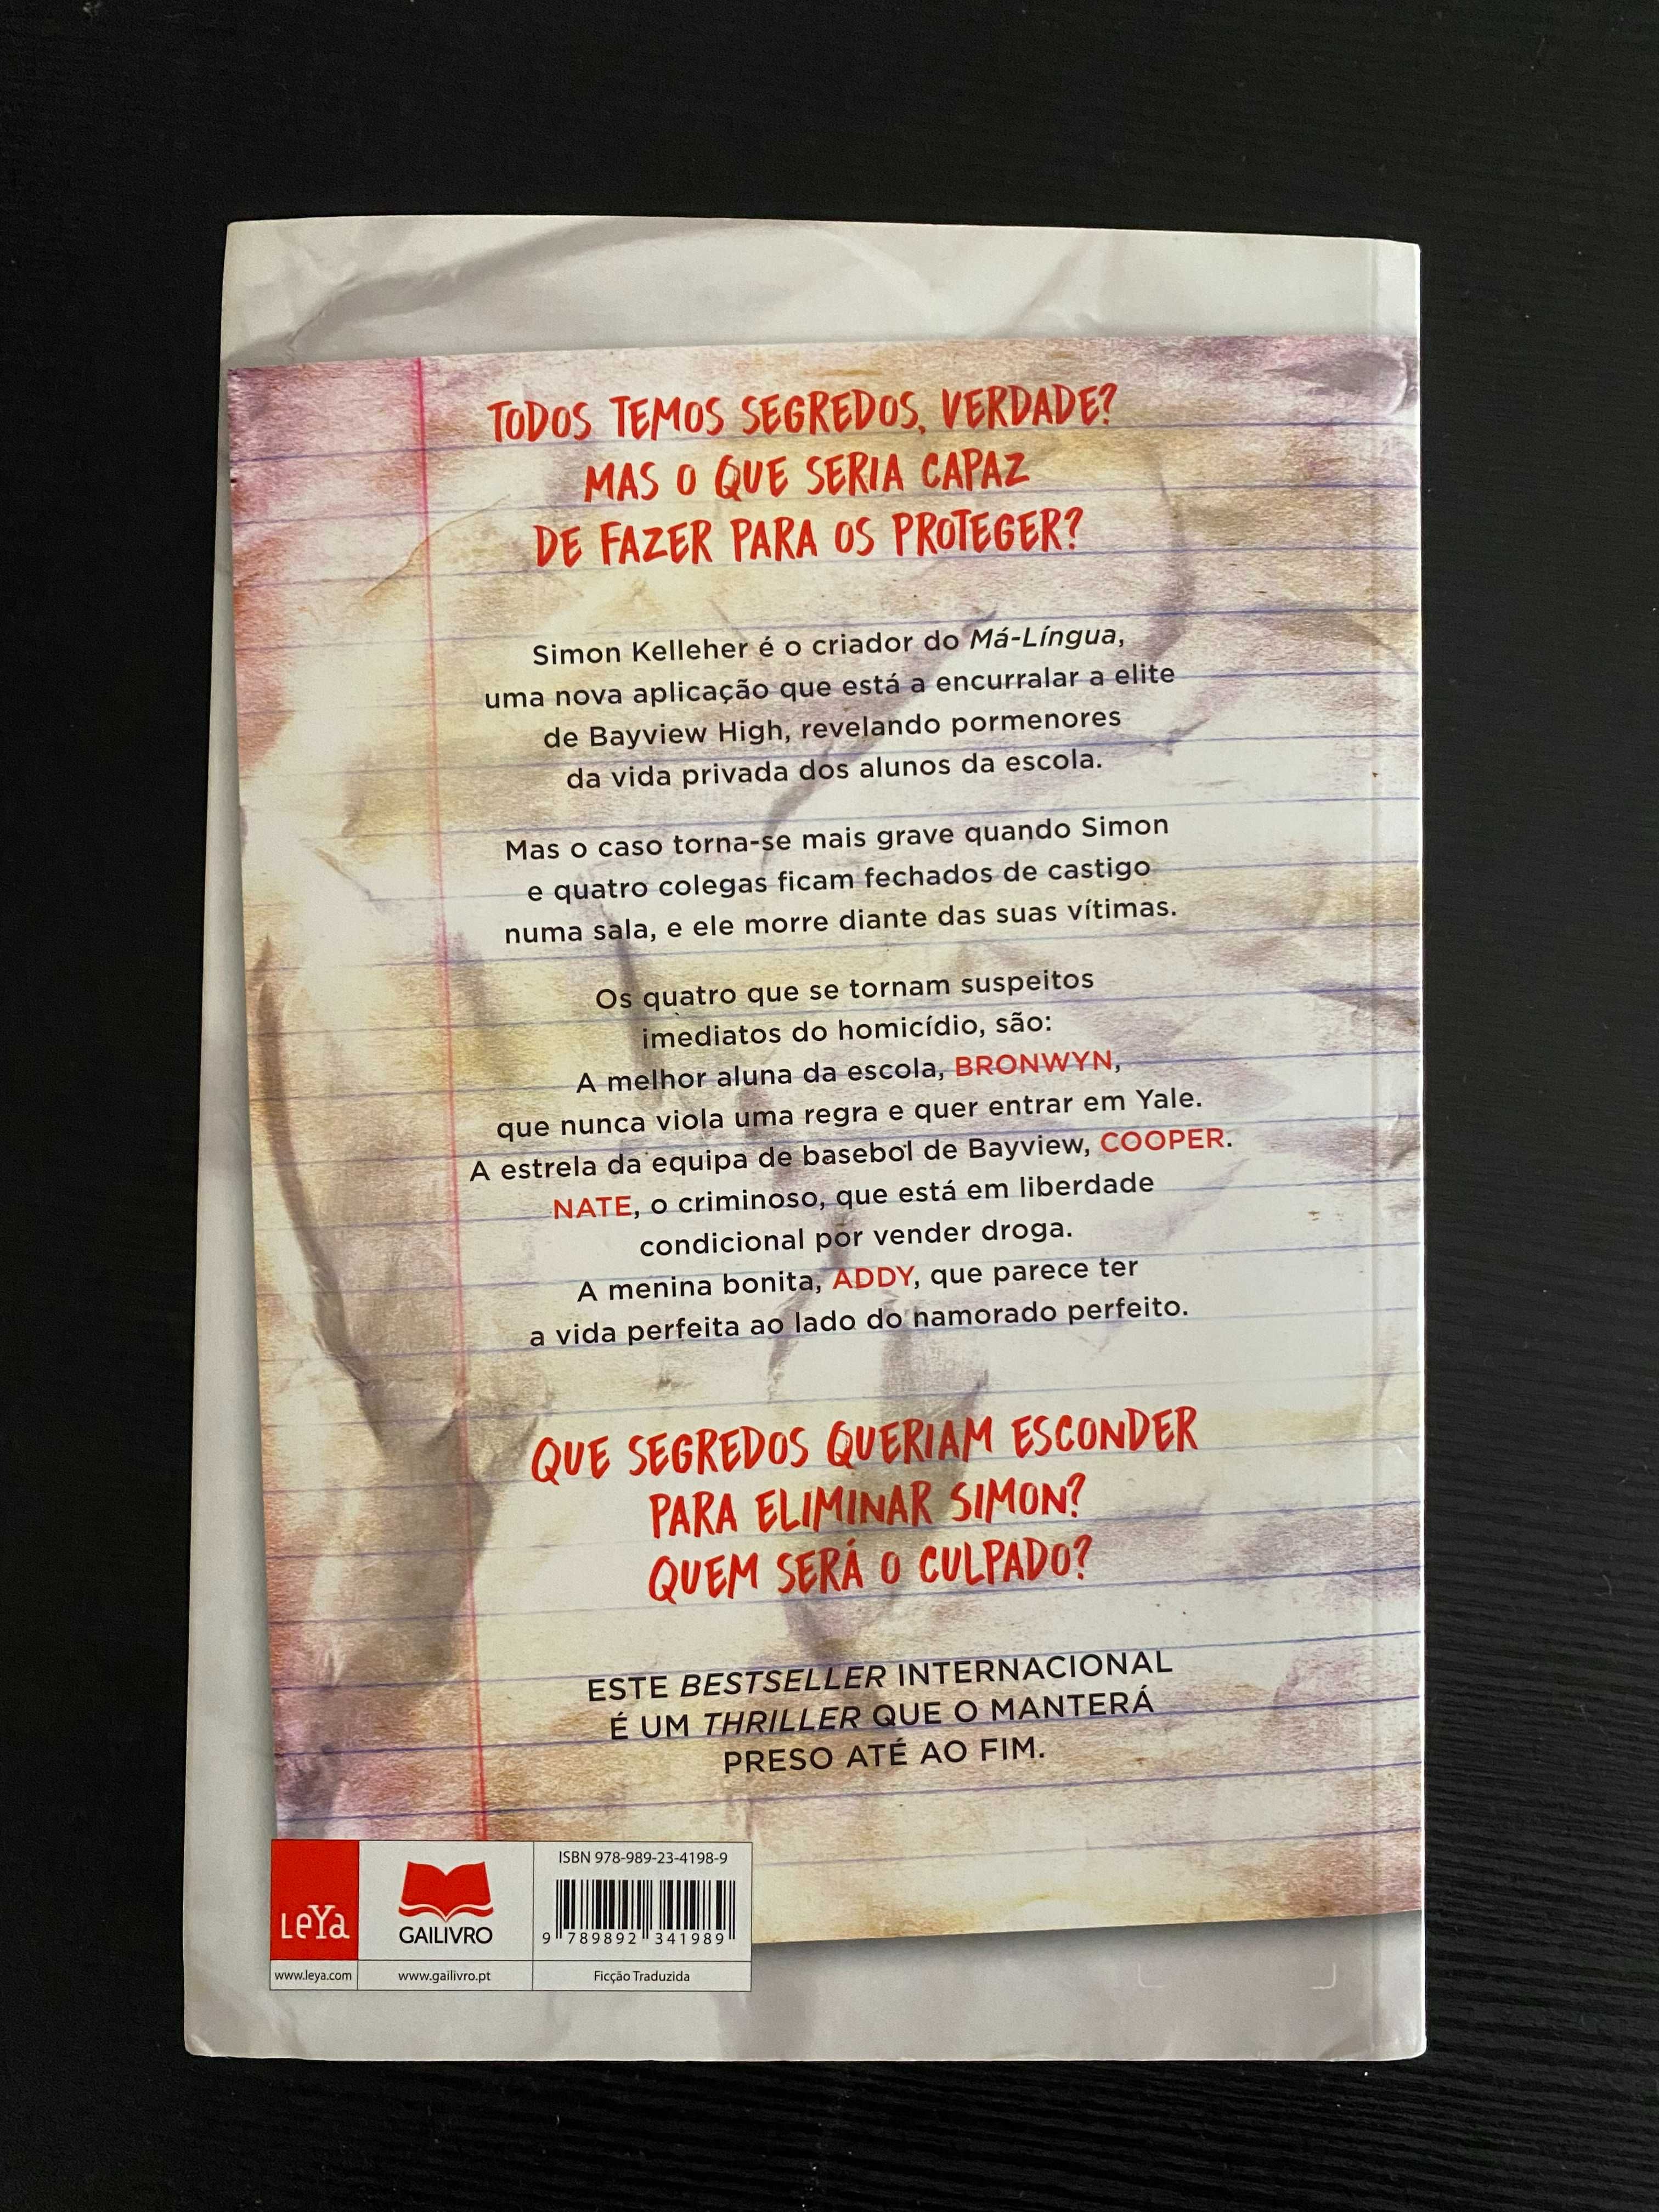 TODOS TEMOS SEGREDOS, VERDADE?
MAS O QUE SERIA CAPAZ
DE FAZER PARA OS PROTEGER?
Simon Kelleher é o criador do Má-Língua,
uma nova aplicação que está a encurralar a elite
de Bayview High, revelando pormenores
da vida privada dos alunos da escola.
Mas o caso torna-se mais grave quando Simon
e quatro colegas ficam fechados de castigo
numa sala, e ele morre diante das suas vítimas.
Os quatro que se tornam suspeitos
imediatos do homicídio, são:
A melhor aluna da escola, BRONWYN,
que nunca viola uma regra e quer entrar em Yale.
A estrela da equipa de basebol de Bayview, COOPER.
NATE, o criminoso, que está em liberdade
condicional por vender droga.
A menina bonita, ADDY, que parece ter
a vida perfeita ao lado do namorado perfeito.
QUE SEGREDOS QUERIAM ESCONDER
PARA ELIMINAR SIMON?
QUEM SERÁ O CULPADO?
ESTE BESTSELLER INTERNACIONAL
É UM THRILLER QUE O MANTERÁ
PRESO ATÉ AO FIM.
LeYa
www.leya.com
GAILIVRO
www.gailivro.pt
ISBN 978-989-23-4198-9
9 789892 341989
Ficção Traduzida